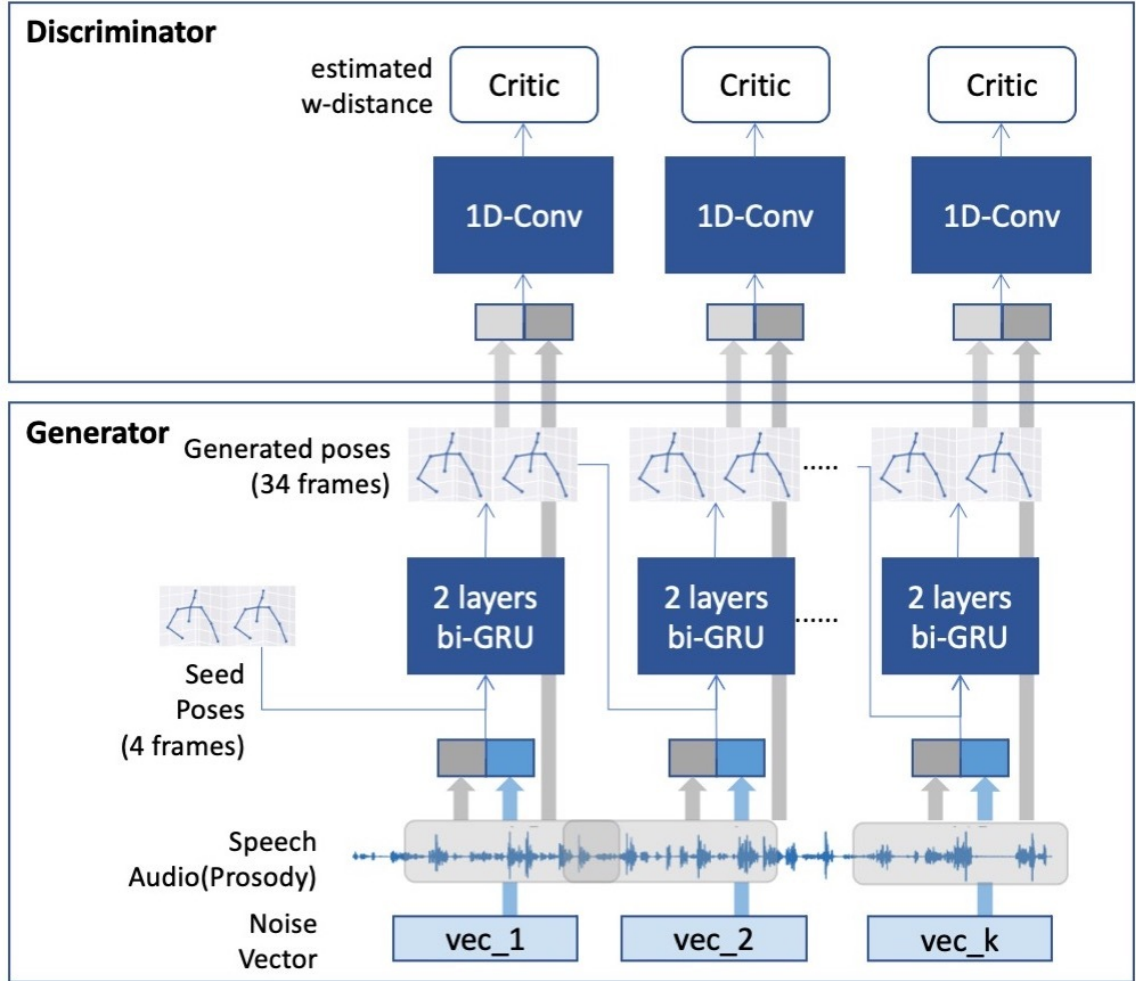 Discriminator
estimated
w-distance
Critic
Critic
Critic
1D-Conv
1D-Conv
1D-Conv
Generator
Generated poses
(34 frames)
.....
2 layers
bi-GRU
2 layers
bi-GRU
......
2 layers
bi-GRU
Seed
Poses
(4 frames)
Speech
Audio(Prosody)
Noise
Vector
vec_1
vec_2
vec_k